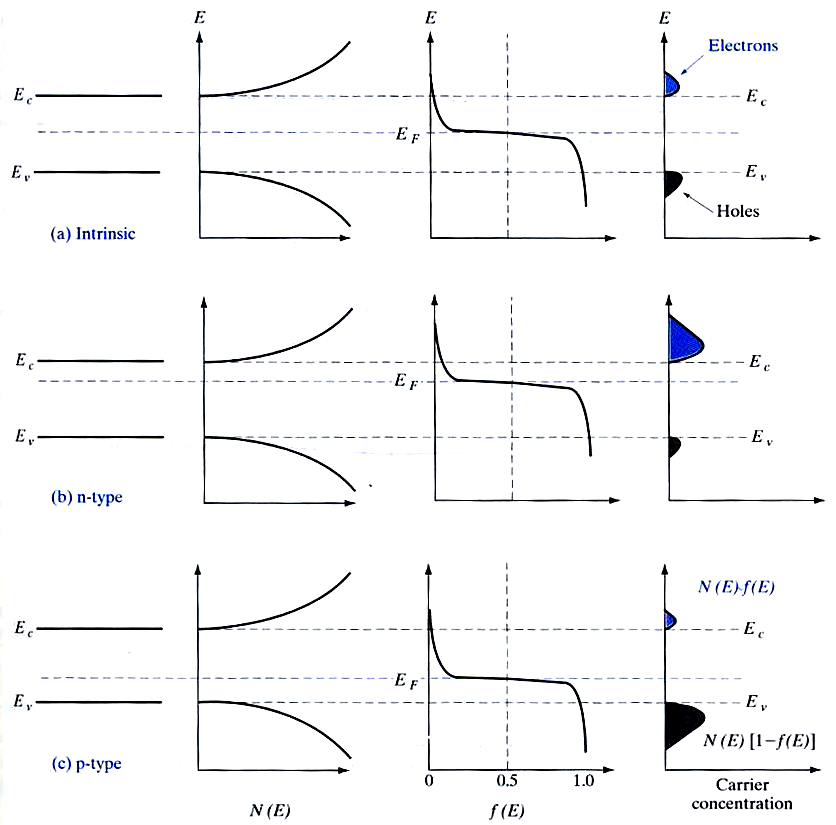 E E E
Electrons
E_c E_c
E_F
E_v E_v
Holes
(a) Intrinsic
E_c E_c
E_F
E_v E_v
(b) n-type
N(E) f(E)
E_c E_c
E_F
E_v E_v
N(E) [1–f(E)]
(c) p-type
0 0.5 1.0
Carrier
concentration
N(E) f(E)